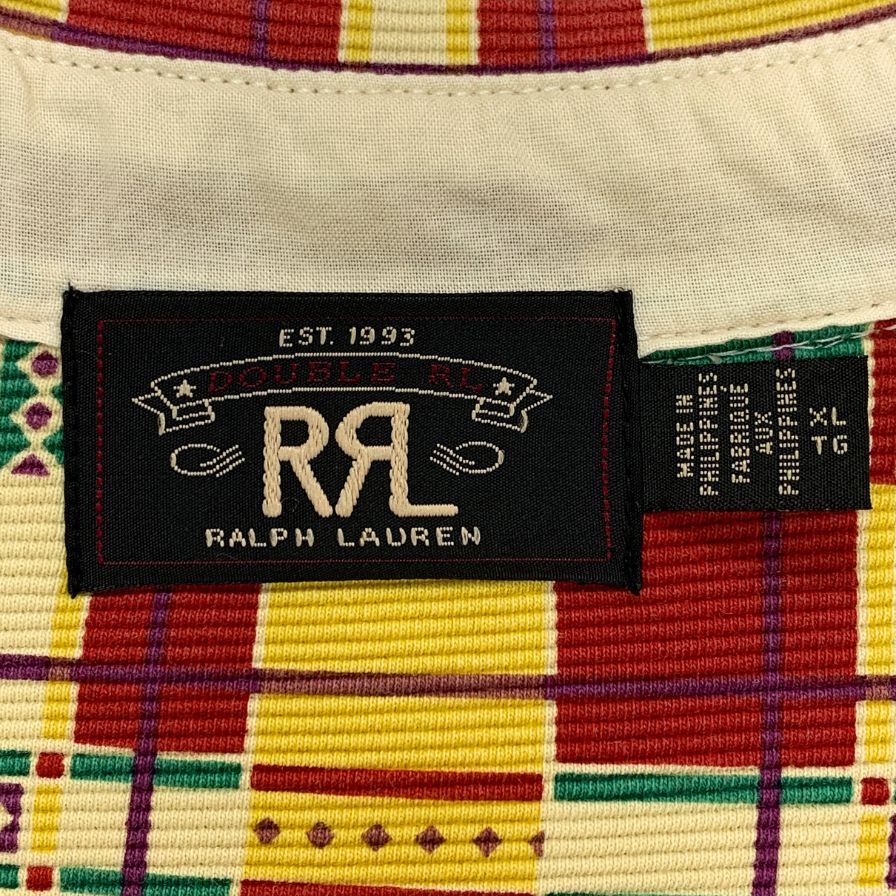 EST. 1993
DOUBLE RL
RRL
RALPH LAUREN
MADE IN
PHILIPPINES
FABRIQUE
AUX
PHILIPPINES
XL
TG